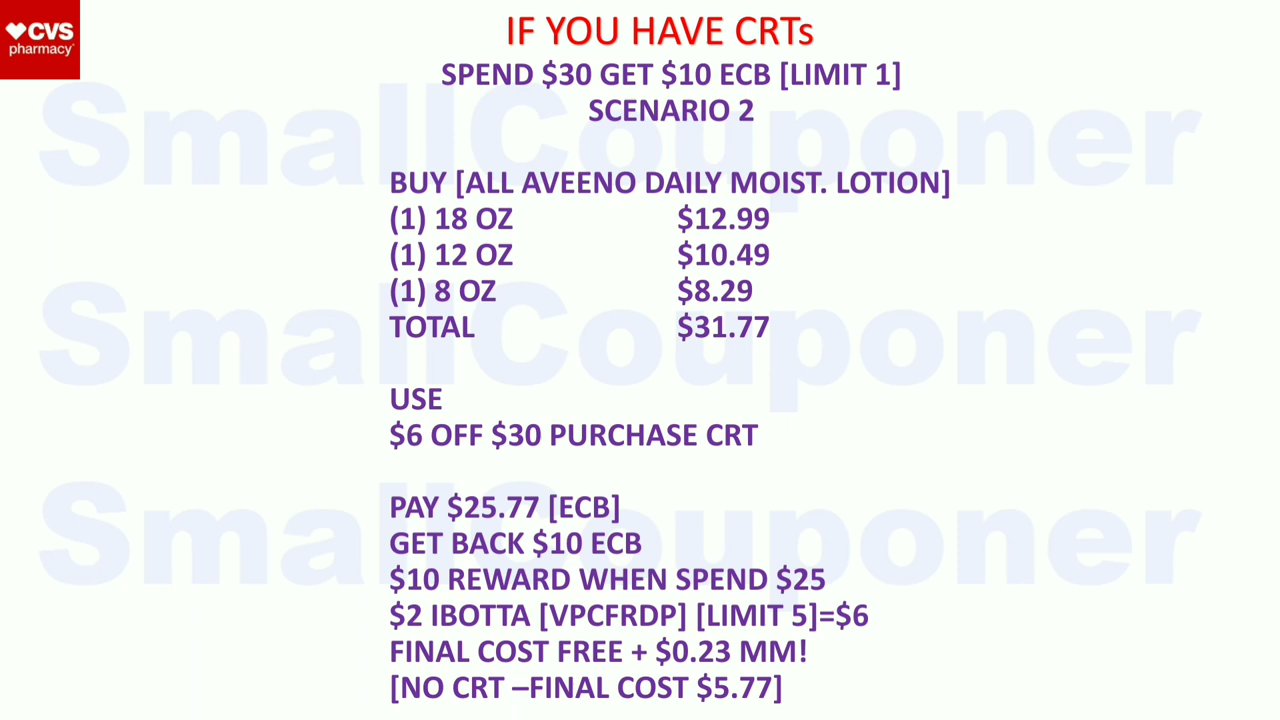 CVS
pharmacy
IF YOU HAVE CRTs
SPEND $30 GET $10 ECB [LIMIT 1]
SCENARIO 2
BUY [ALL AVEENO DAILY MOIST. LOTION]
(1) 18 OZ $12.99
(1) 12 OZ $10.49
(1) 8 OZ $8.29
TOTAL $31.77
USE
$6 OFF $30 PURCHASE CRT
PAY $25.77 [ECB]
GET BACK $10 ECB
$10 REWARD WHEN SPEND $25
$2 IBOTTA [VPCFRDP] [LIMIT 5]=$6
FINAL COST FREE + $0.23 MM!
[NO CRT –FINAL COST $5.77]
SmallCouponer
SmallCouponer
SmallCouponer